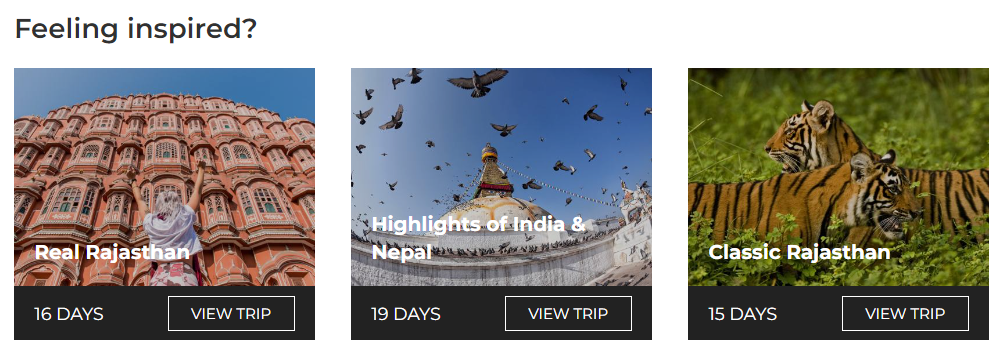 Feeling inspired?
Real Rajasthan
16 DAYS
VIEW TRIP
Highlights of India &
Nepal
19 DAYS
VIEW TRIP
Classic Rajasthan
15 DAYS
VIEW TRIP